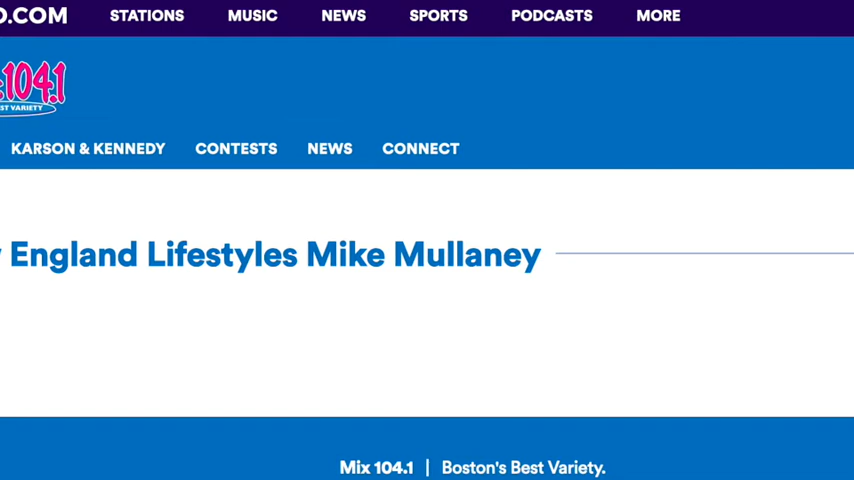 O.COM STATIONS MUSIC NEWS SPORTS PODCASTS MORE
104.1
ST VARIETY
KARSON & KENNEDY CONTESTS NEWS CONNECT
England Lifestyles Mike Mullaney
Mix 104.1 | Boston's Best Variety.